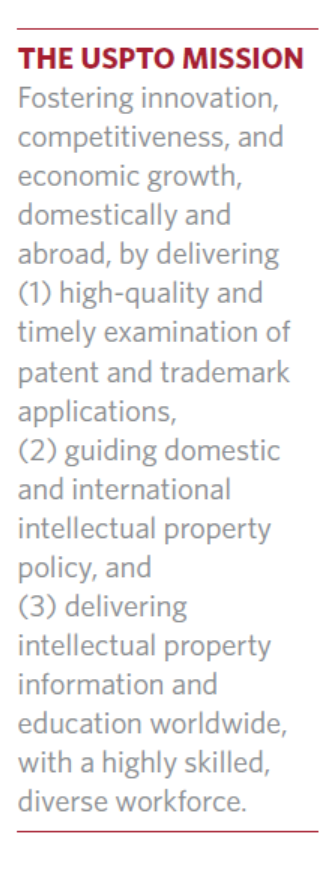 THE USPTO MISSION
Fostering innovation,
competitiveness, and
economic growth,
domestically and
abroad, by delivering
(1) high-quality and
timely examination of
patent and trademark
applications,
(2) guiding domestic
and international
intellectual property
policy, and
(3) delivering
intellectual property
information and
education worldwide,
with a highly skilled,
diverse workforce.